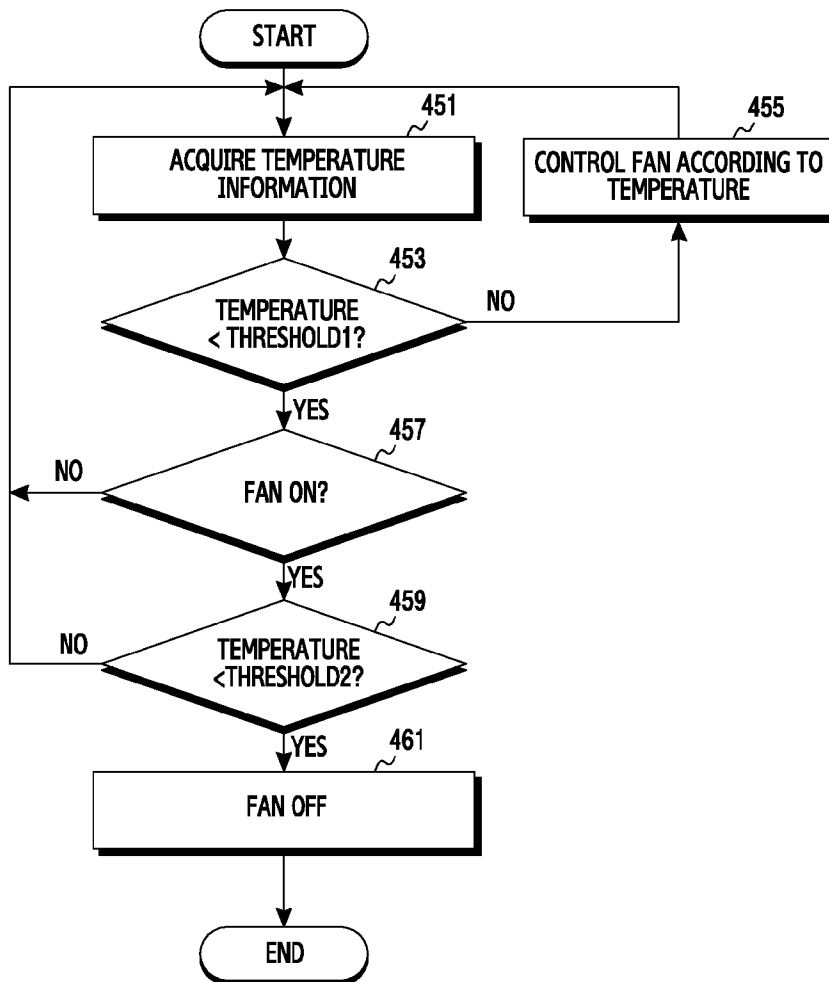 START
451
ACQUIRE TEMPERATURE
INFORMATION
455
CONTROL FAN ACCORDING TO
TEMPERATURE
453
TEMPERATURE
< THRESHOLD1?
NO
YES
457
FAN ON?
NO
YES
459
TEMPERATURE
<THRESHOLD2?
NO
YES
461
FAN OFF
END